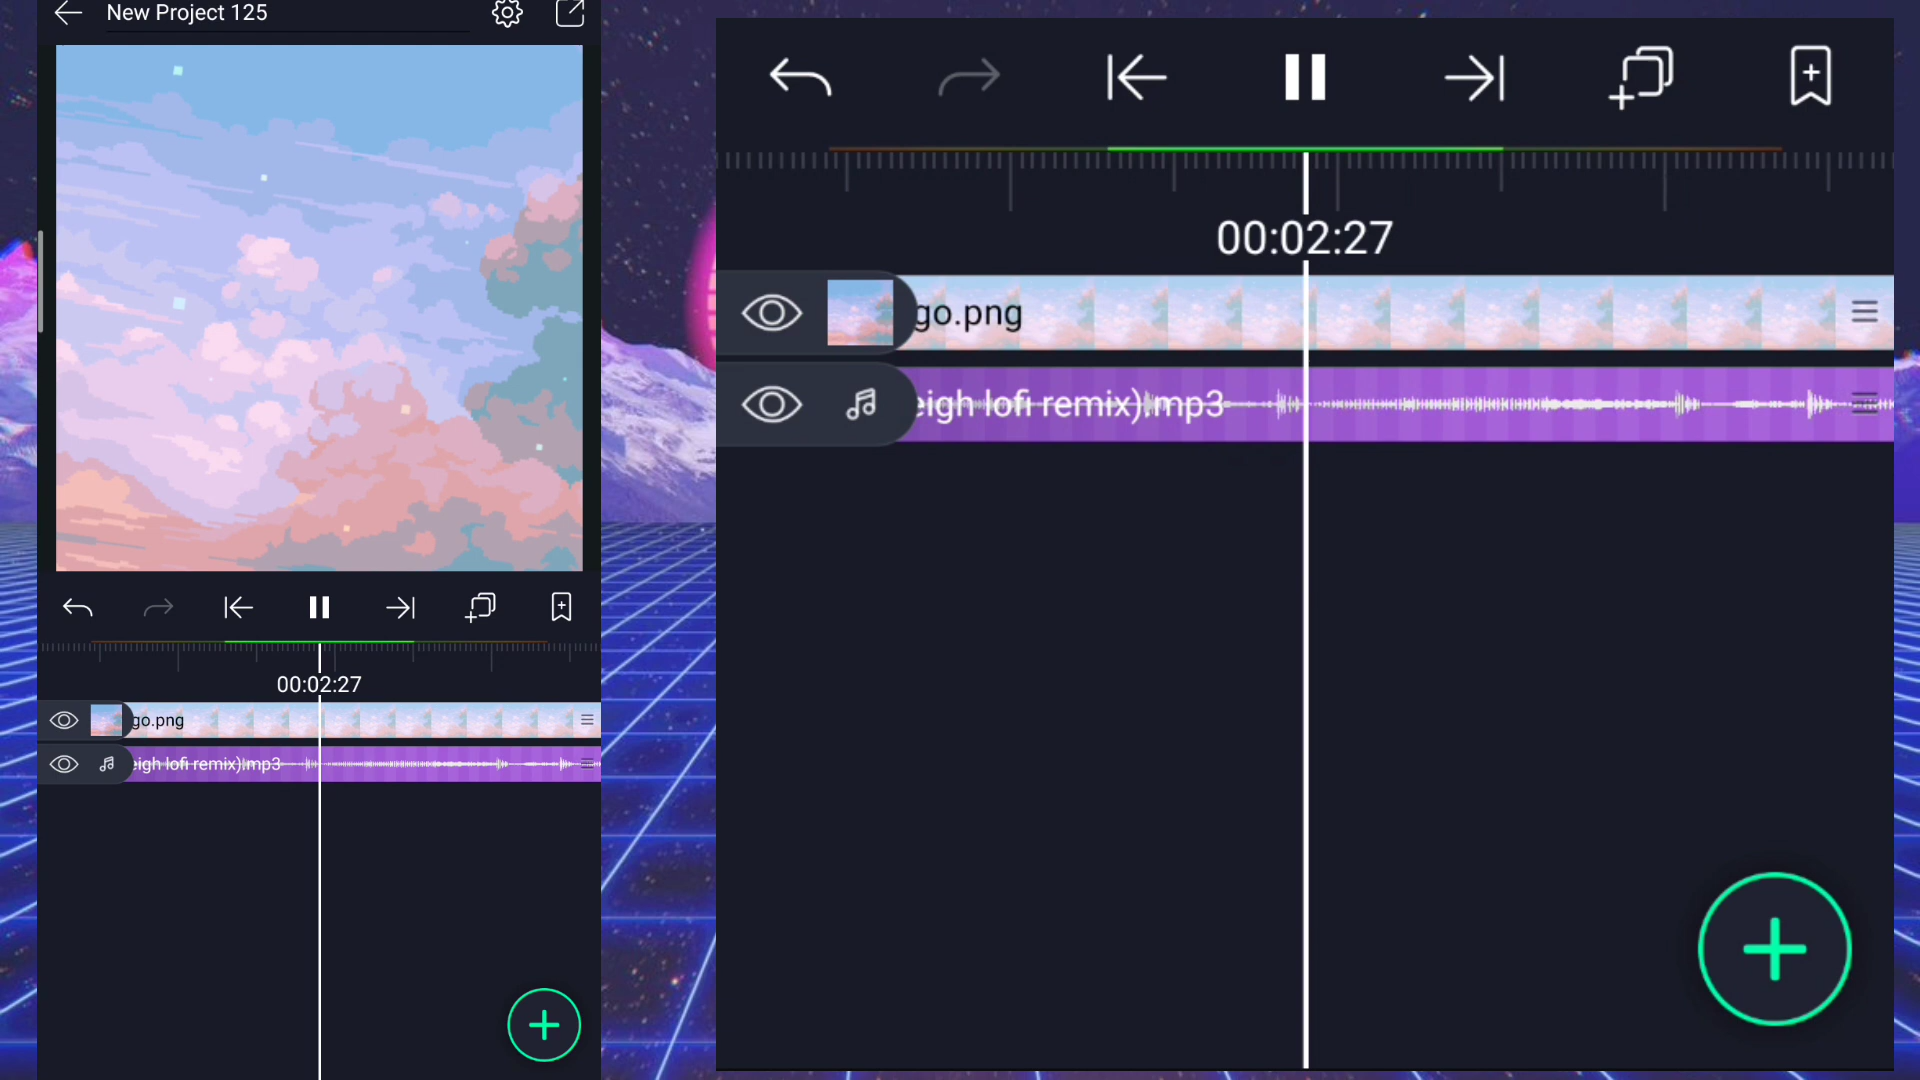 New Project 125
00:02:27
go.png
eigh lofi remix).mp3
00:02:27
go.png
eigh lofi remix).mp3